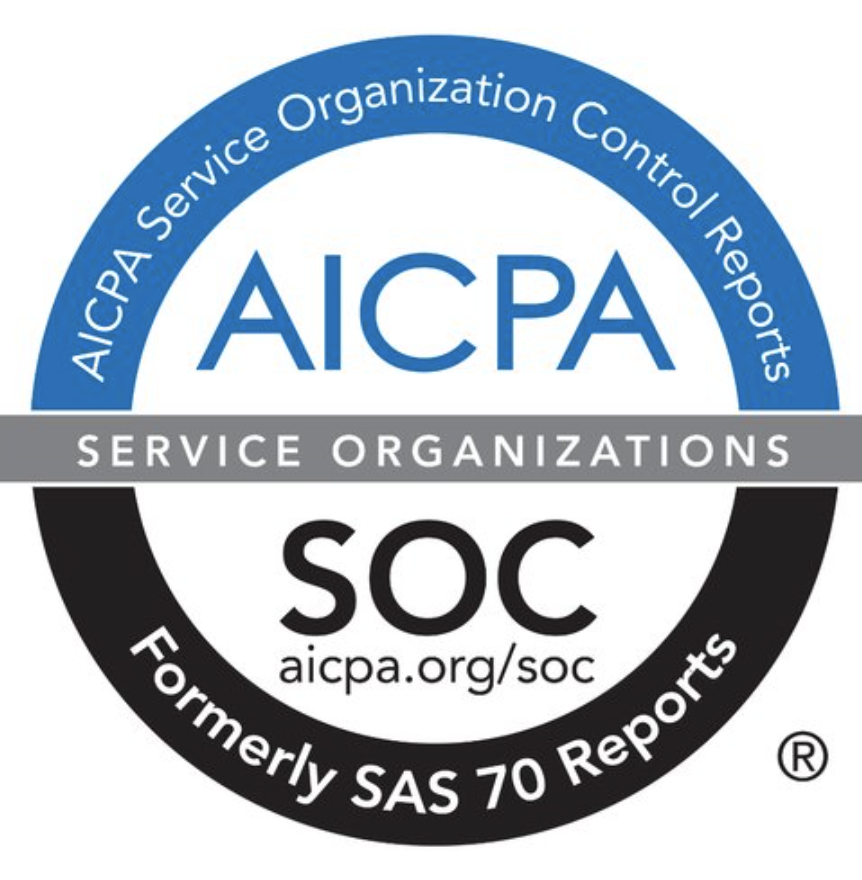 AICPA Service Organization Control Reports
AICPA
SERVICE ORGANIZATIONS
SOC
aicpa.org/soc
Formerly SAS 70 Reports
®